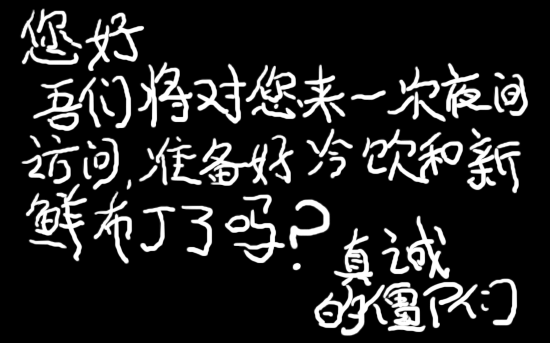 您好
吾们将对您来一次夜间
访问,准备好冷饮和新
鲜布丁了吗?
真诚
的僵尸们